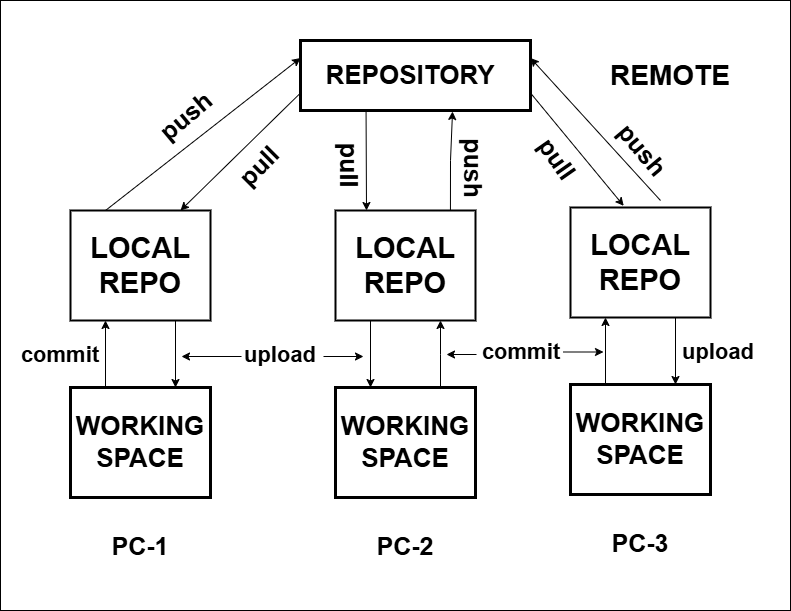 REPOSITORY
REMOTE
push
pull
pull
push
pull
push
LOCAL
REPO
LOCAL
REPO
LOCAL
REPO
commit
upload
commit
upload
WORKING
SPACE
WORKING
SPACE
WORKING
SPACE
PC-1
PC-2
PC-3